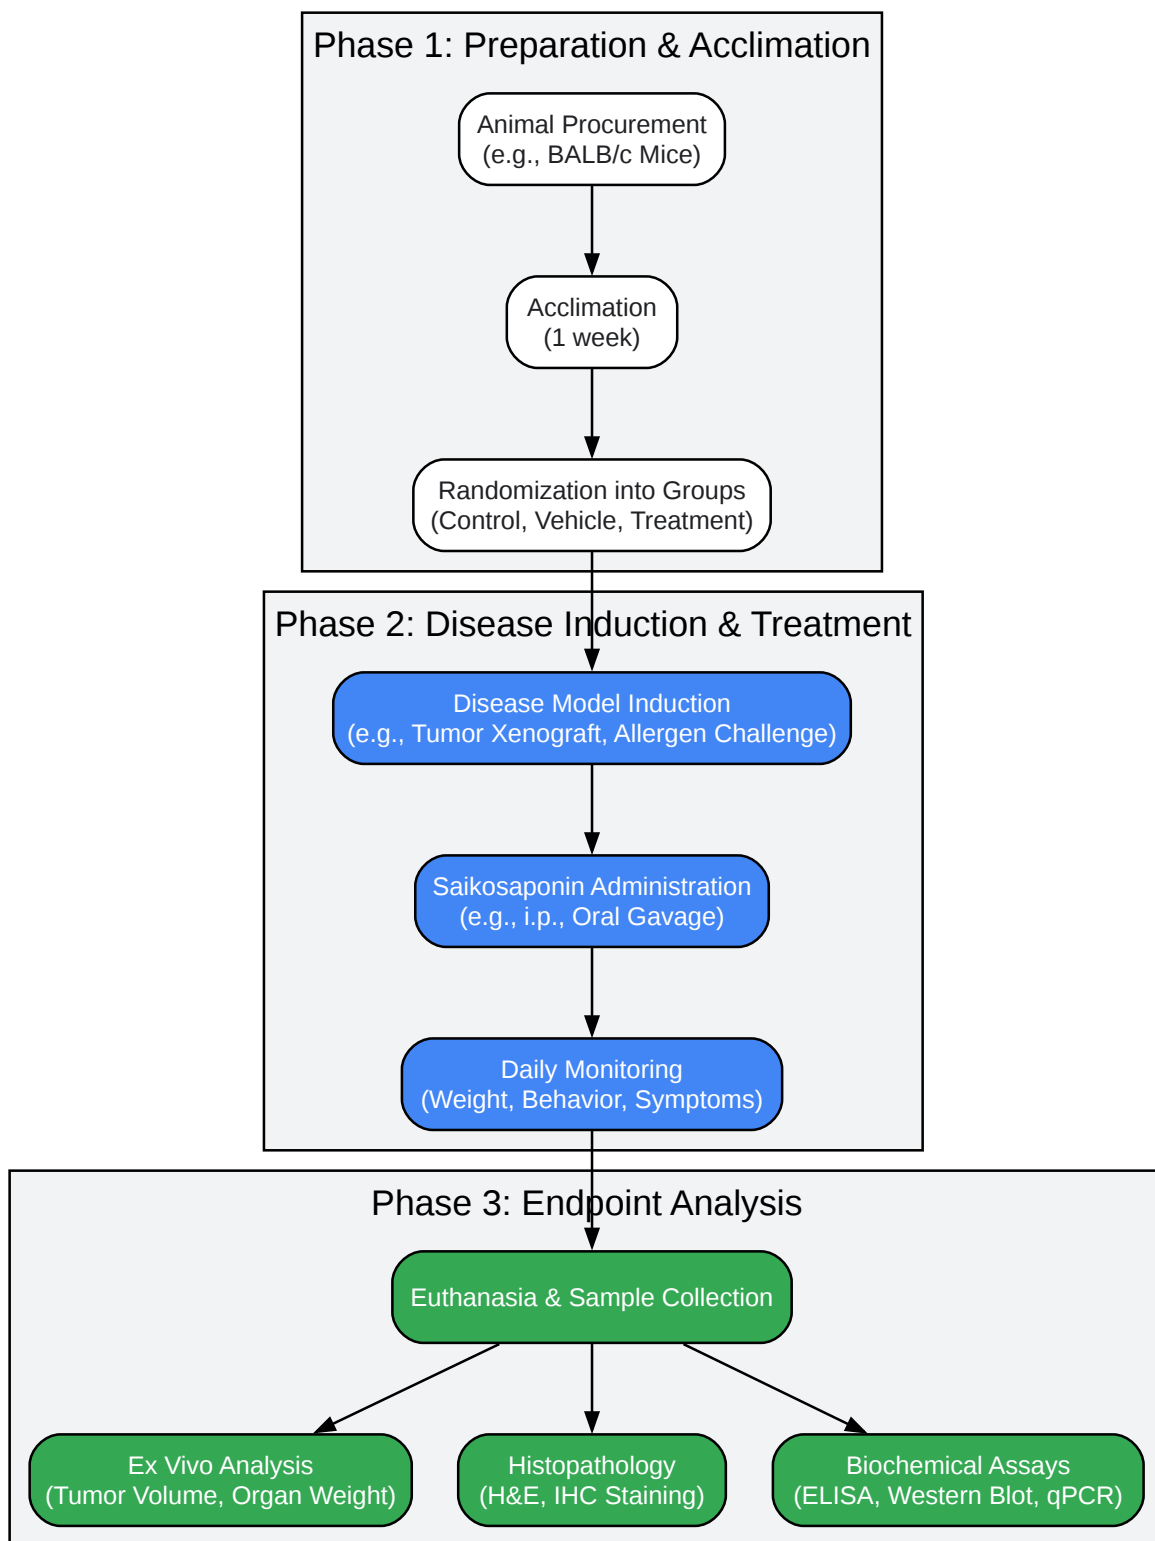 Phase 1: Preparation & Acclimation
Animal Procurement
(e.g., BALB/c Mice)
Acclimation
(1 week)
Randomization into Groups
(Control, Vehicle, Treatment)
Phase 2: Disease Induction & Treatment
Disease Model Induction
(e.g., Tumor Xenograft, Allergen Challenge)
Saikosaponin Administration
(e.g., i.p., Oral Gavage)
Daily Monitoring
(Weight, Behavior, Symptoms)
Phase 3: Endpoint Analysis
Euthanasia & Sample Collection
Ex Vivo Analysis
(Tumor Volume, Organ Weight)
Histopathology
(H&E, IHC Staining)
Biochemical Assays
(ELISA, Western Blot, qPCR)